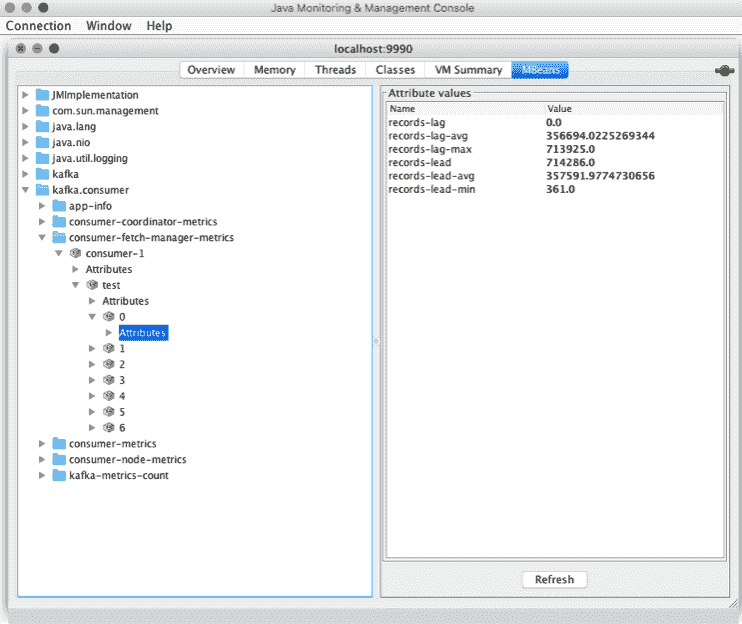 Java Monitoring & Management Console
Connection Window Help
localhost:9990
Overview Memory Threads Classes VM Summary MBeans
JMImplementation
com.sun.management
java.lang
java.nio
java.util.logging
kafka
kafka.consumer
app-info
consumer-coordinator-metrics
consumer-fetch-manager-metrics
consumer-1
Attributes
test
Attributes
0
Attributes
1
2
3
4
5
6
consumer-metrics
consumer-node-metrics
kafka-metrics-count
Attribute values
Name Value
records-lag 0.0
records-lag-avg 356694.0225269344
records-lag-max 713925.0
records-lead 714286.0
records-lead-avg 357591.9774730656
records-lead-min 361.0
Refresh